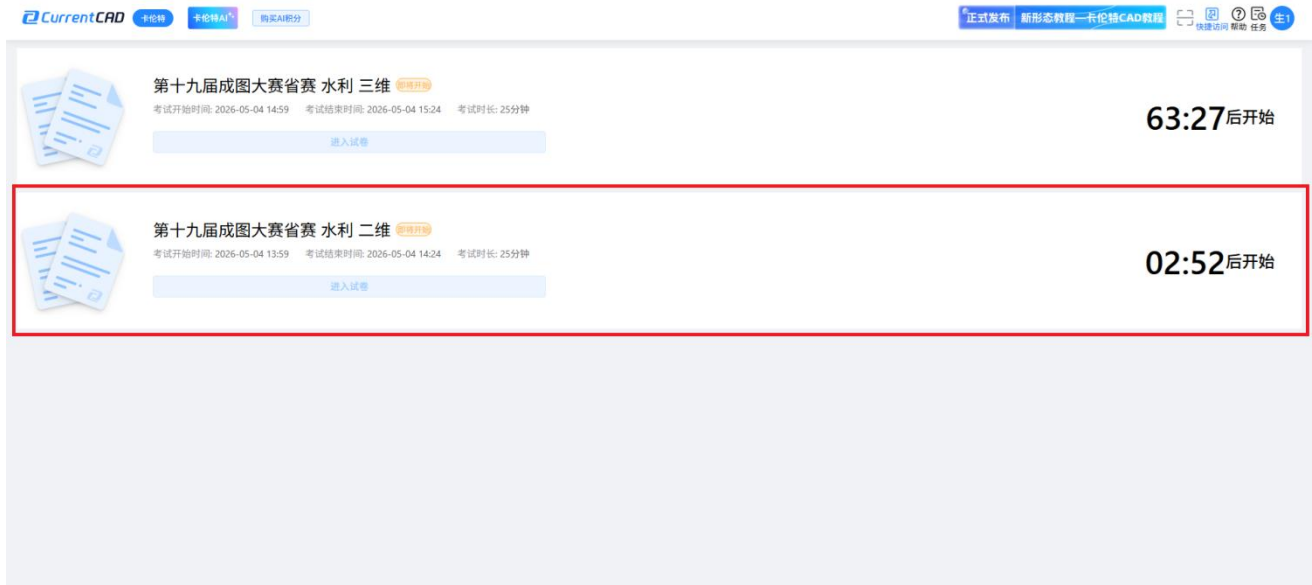 CurrentCAD 卡伦特 卡伦特AI 购买AI积分 正式发布 新形态教程—卡伦特CAD教程 快捷访问 帮助 任务 生1
第十九届成图大赛省赛 水利 三维 即将开始
考试开始时间: 2026-05-04 14:59 考试结束时间: 2026-05-04 15:24 考试时长: 25分钟
进入试卷
63:27后开始
第十九届成图大赛省赛 水利 二维 即将开始
考试开始时间: 2026-05-04 13:59 考试结束时间: 2026-05-04 14:24 考试时长: 25分钟
进入试卷
02:52后开始